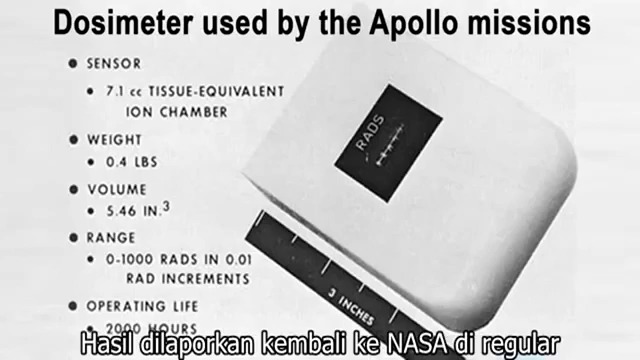 Dosimeter used by the Apollo missions
SENSOR
7.1 cc TISSUE-EQUIVALENT
ION CHAMBER
WEIGHT
0.4 LBS
VOLUME
5.46 IN.³
RANGE
0-1000 RADS IN 0.01
RAD INCREMENTS
OPERATING LIFE
2000 HOURS
RADS
3 INCHES
Hasil dilaporkan kembali ke NASA di regular